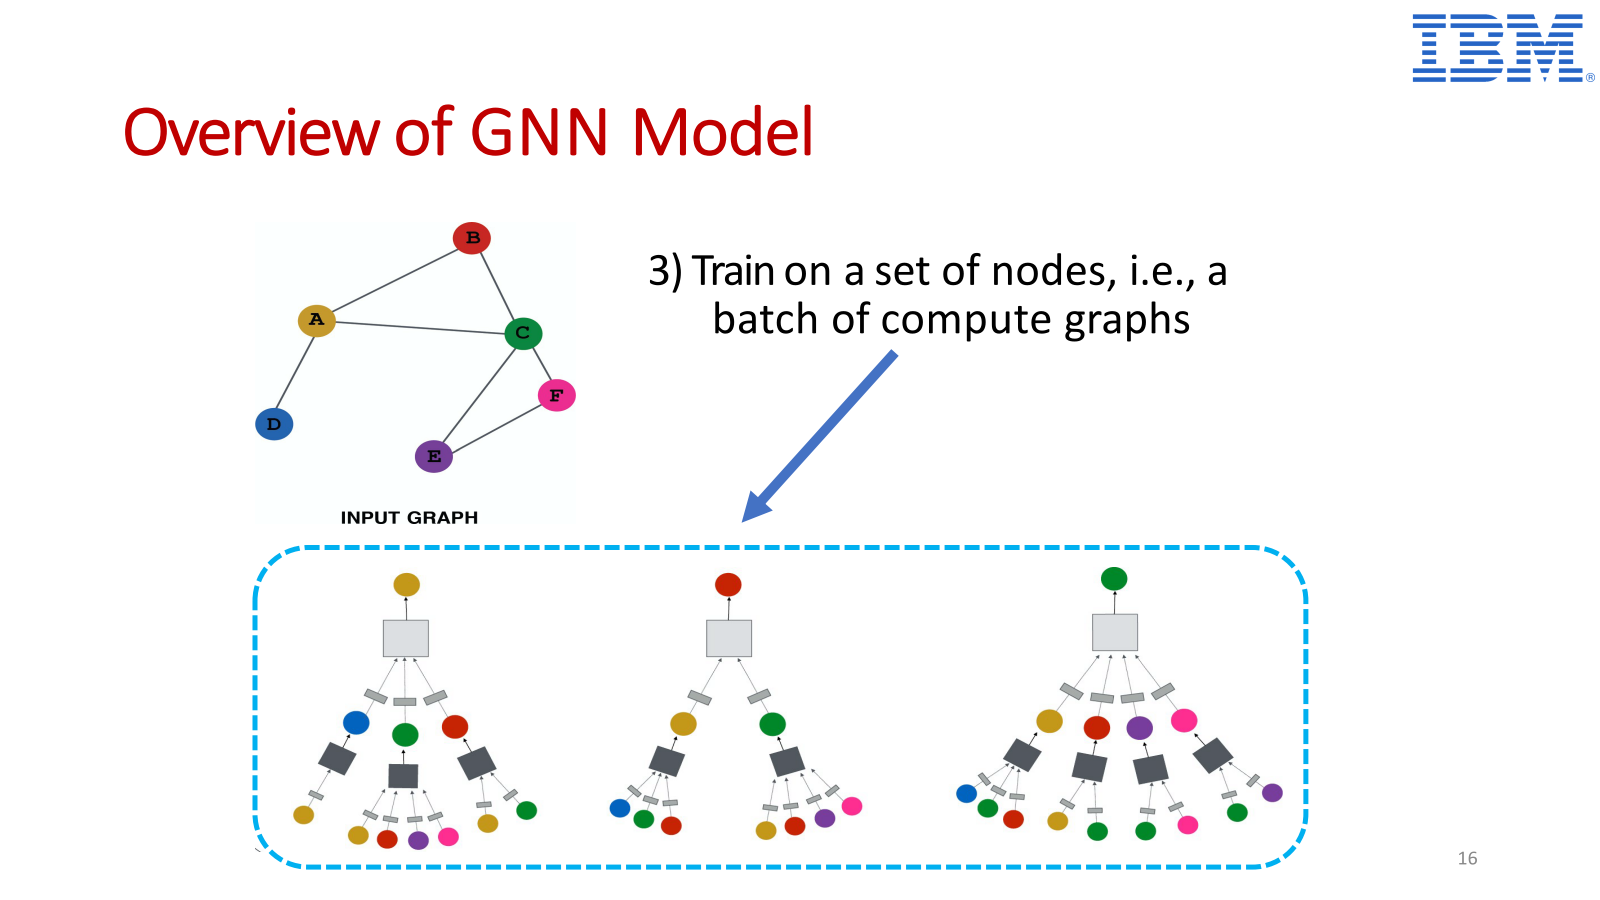 IBM®
Overview of GNN Model
B
3) Train on a set of nodes, i.e., a
batch of compute graphs
A
C
F
D
E
INPUT GRAPH
16